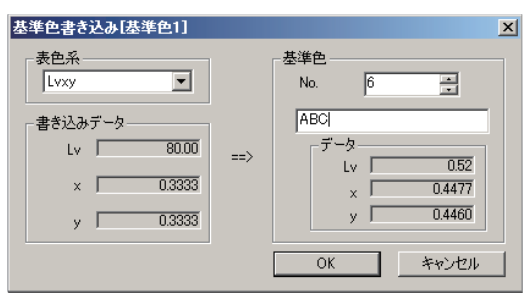 基準色書き込み[基準色1]
表色系
Lvxy
書き込みデータ
Lv 80.00
x 0.3333
y 0.3333
==>
基準色
No. 6
ABC
データ
Lv 0.52
x 0.4477
y 0.4460
OK キャンセル